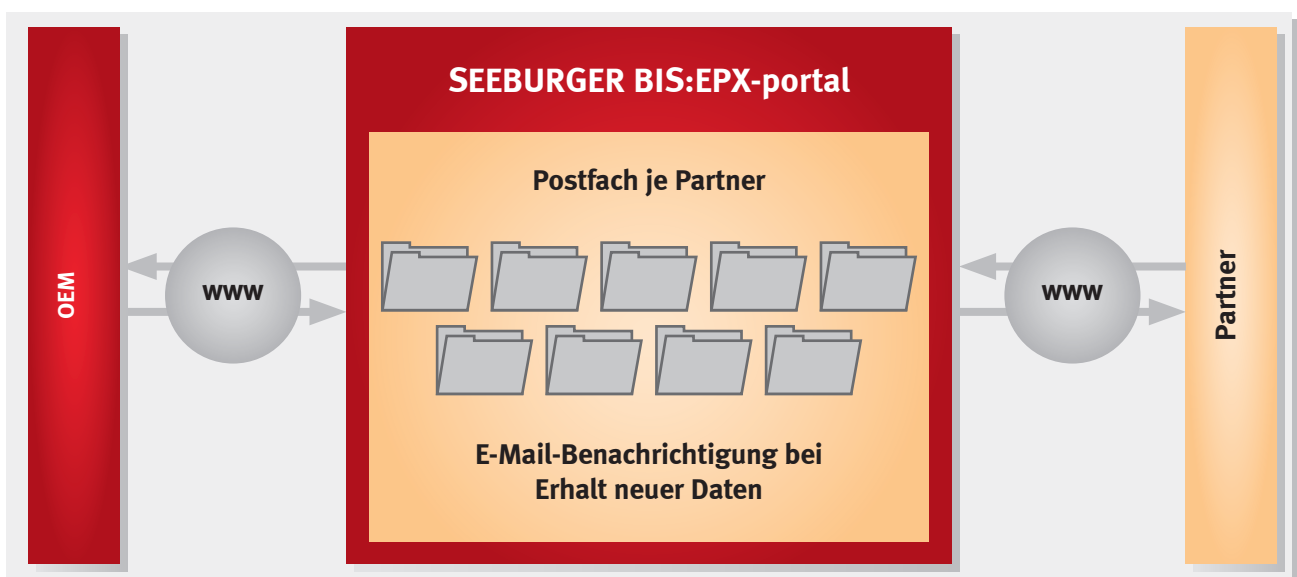 SEEBURGER BIS:EPX-portal
Postfach je Partner
OEM
www
www
Partner
E-Mail-Benachrichtigung bei
Erhalt neuer Daten